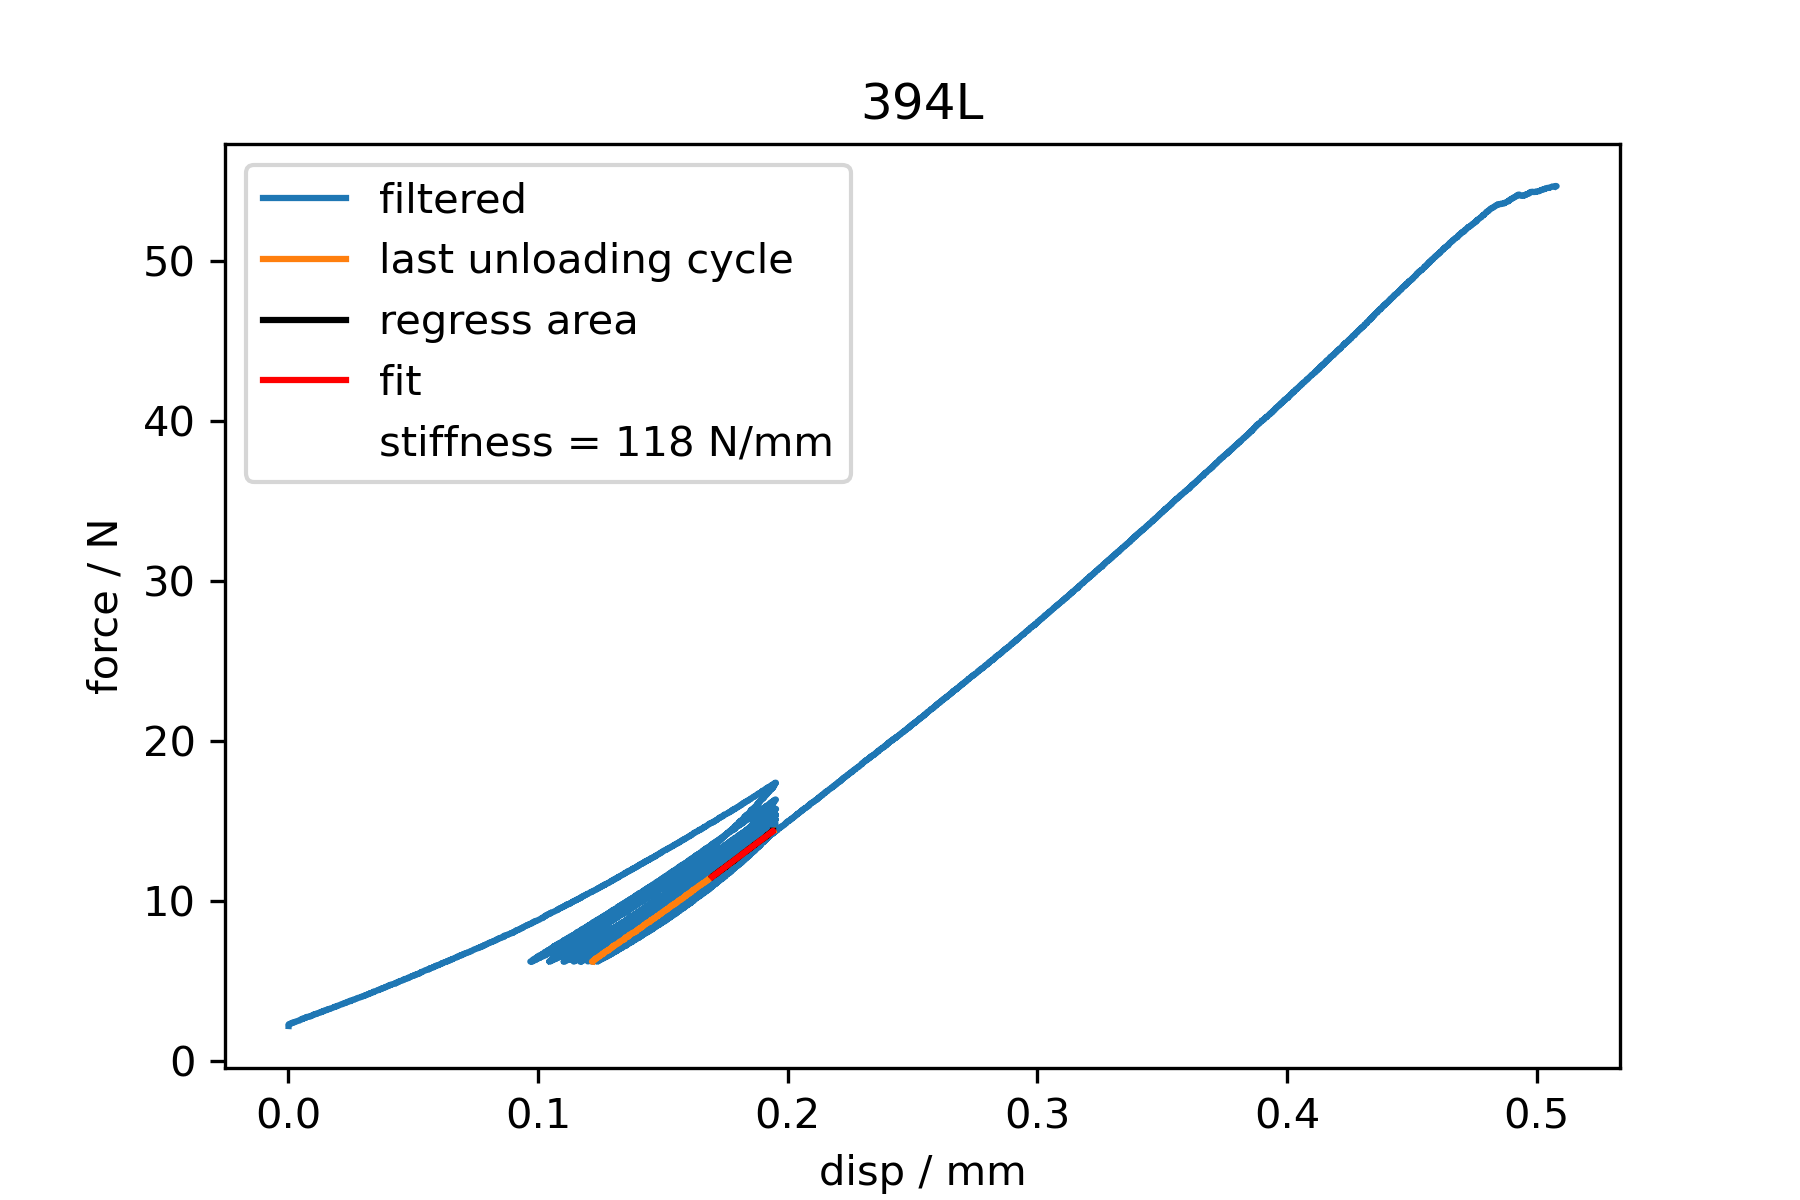 394L
filtered
last unloading cycle
regress area
fit
stiffness = 118 N/mm
force / N
50
40
30
20
10
0
0.0 0.1 0.2 0.3 0.4 0.5
disp / mm